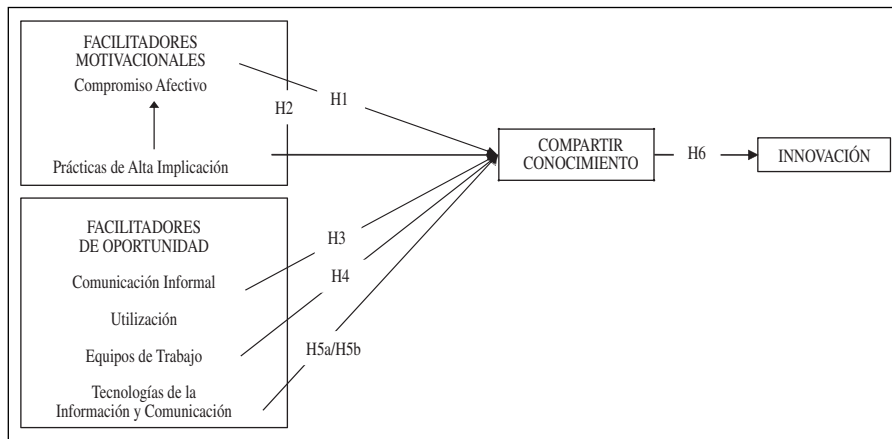 FACILITADORES
MOTIVACIONALES
Compromiso Afectivo
Prácticas de Alta Implicación
H2
H1
FACILITADORES
DE OPORTUNIDAD
Comunicación Informal
Utilización
Equipos de Trabajo
Tecnologías de la
Información y Comunicación
H3
H4
H5a/H5b
COMPARTIR
CONOCIMIENTO
H6
INNOVACIÓN